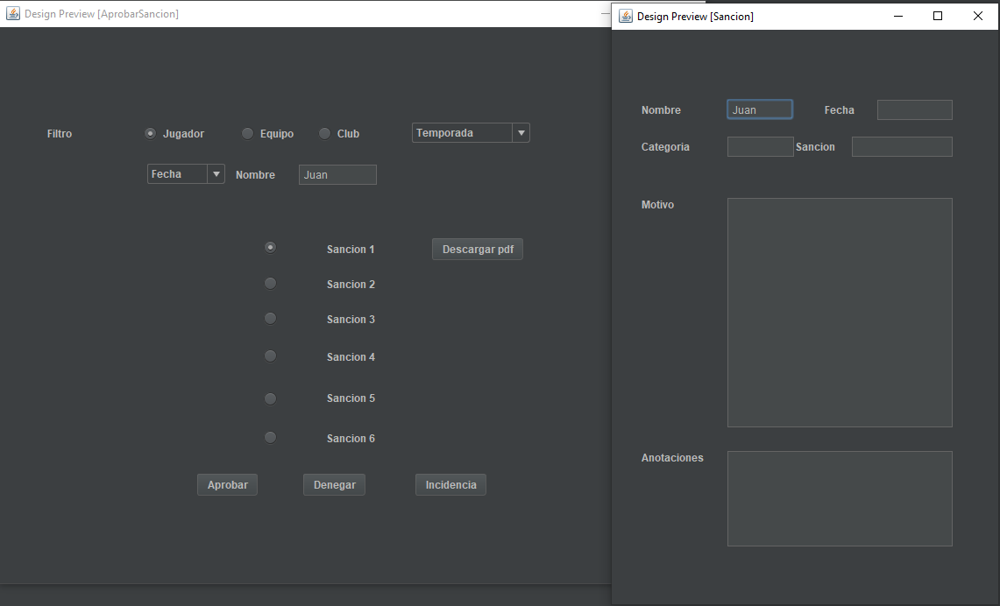 Design Preview [AprobarSancion]
Filtro Jugador Equipo Club Temporada
Fecha Nombre Juan
Sancion 1 Descargar pdf
Sancion 2
Sancion 3
Sancion 4
Sancion 5
Sancion 6
Aprobar Denegar Incidencia
Design Preview [Sancion]
Nombre Juan Fecha
Categoria Sancion
Motivo
Anotaciones